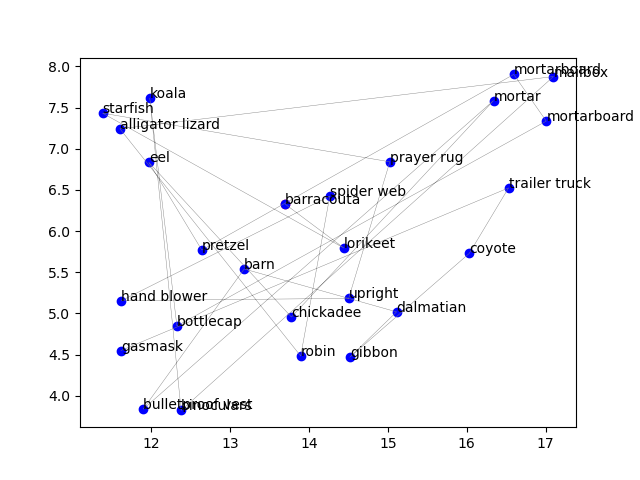 8.0
7.5
7.0
6.5
6.0
5.5
5.0
4.5
4.0
12
13
14
15
16
17
mortarboard
mailbox
koala
mortar
starfish
mortarboard
alligator lizard
eel
prayer rug
trailer truck
spider web
barracouta
pretzel
lorikeet
coyote
barn
hand blower
upright
dalmatian
chickadee
bottlecap
gasmask
robin
gibbon
bulletproof vest
binoculars